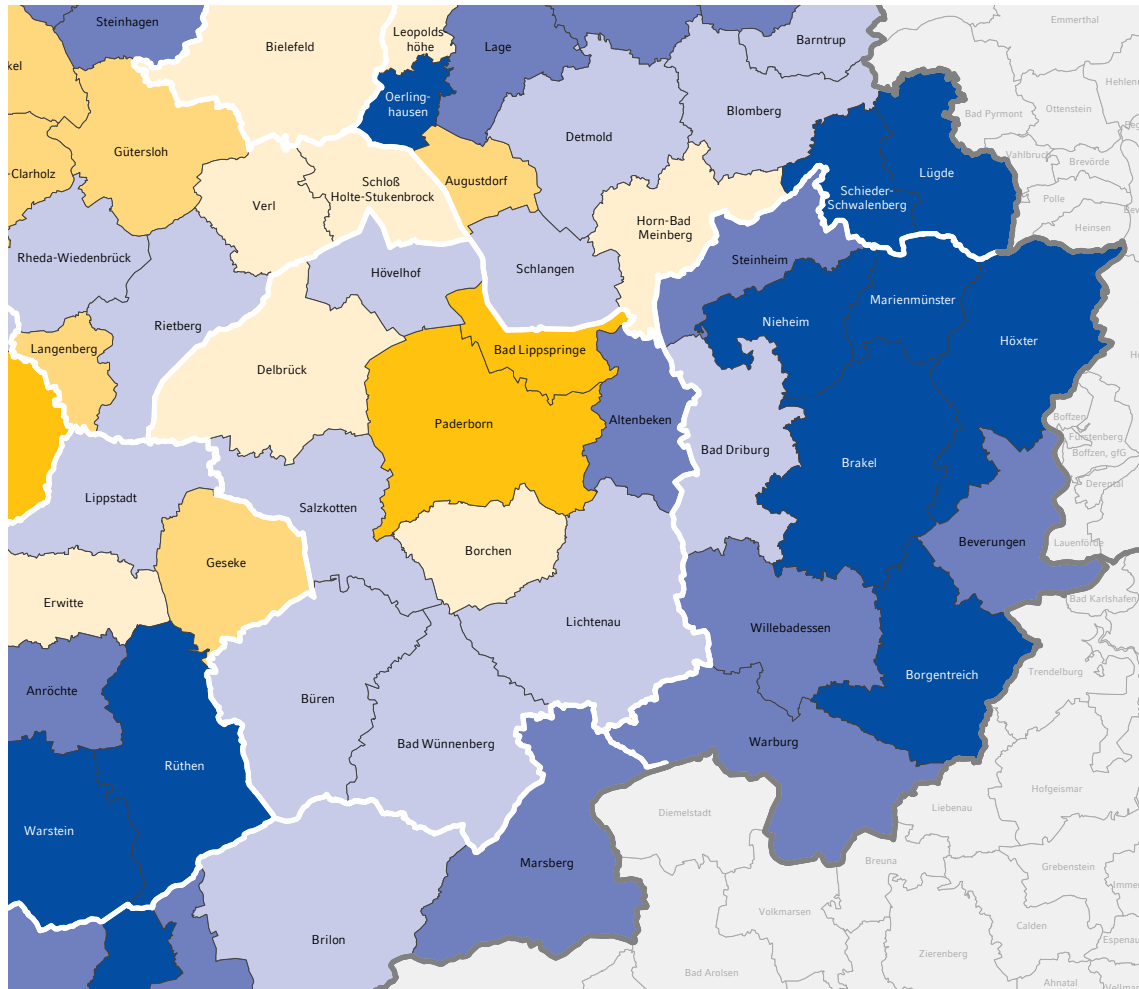 Steinhagen
Bielefeld
Leopolds
höhe
Lage
Barntrup
Emmerthal
kel
Oerling-
hausen
Blomberg
Hehlen
Ottenstein
Bad Pyrmont
Detmold
Gütersloh
Vahlbruch
Brevörde
-Clarholz
Augustdorf
Lügde
Schloß
Holte-Stukenbrock
Schieder-
Schwalenberg
Polle
Verl
Horn-Bad
Meinberg
Heinsen
Rheda-Wiedenbrück
Steinheim
Hövelhof
Schlangen
Marienmünster
Rietberg
Nieheim
Höxter
Langenberg
Bad Lippspringe
Delbrück
Paderborn
Altenbeken
Boffzen
Fürstenberg
Bad Driburg
Boffzen, gfG
Brakel
Derental
Lippstadt
Salzkotten
Beverungen
Lauenförde
Borchen
Geseke
Bad Karlshafen
Erwitte
Lichtenau
Willebadessen
Trendelburg
Borgentreich
Anröchte
Büren
Bad Wünnenberg
Warburg
Rüthen
Hofgeismar
Liebenau
Diemelstadt
Warstein
Marsberg
Breuna
Grebenstein
Imme
Volkmarsen
Calden
Brilon
Espenau
Zierenberg
Bad Arolsen
Ahnatal
Vellmar